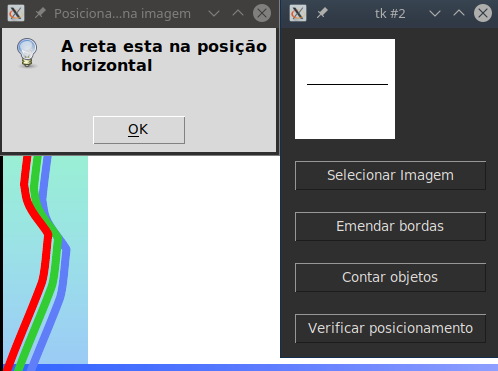 Posiciona...na imagem
tk #2
A reta esta na posição
horizontal
OK
Selecionar Imagem
Emendar bordas
Contar objetos
Verificar posicionamento